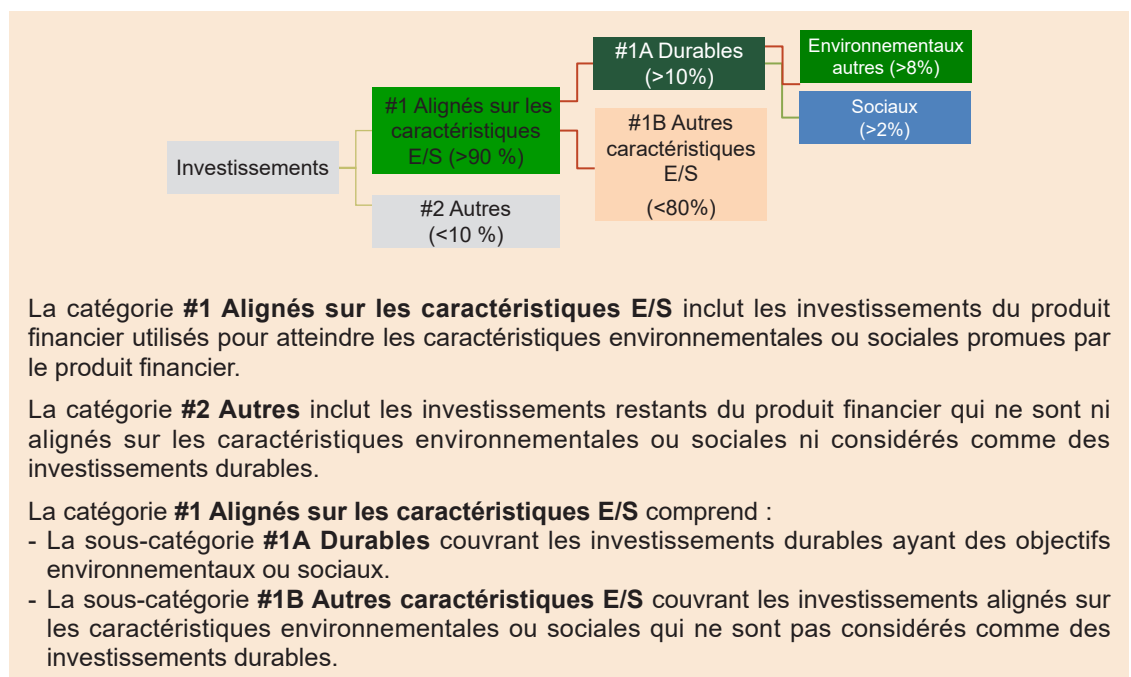 #1A Durables
(>10%)
Environnementaux
autres (>8%)
Sociaux
(>2%)
#1 Alignés sur les
caractéristiques
E/S (>90 %)
#1B Autres
caractéristiques
E/S
(<80%)
Investissements
#2 Autres
(<10 %)
La catégorie #1 Alignés sur les caractéristiques E/S inclut les investissements du produit
financier utilisés pour atteindre les caractéristiques environnementales ou sociales promues par
le produit financier.
La catégorie #2 Autres inclut les investissements restants du produit financier qui ne sont ni
alignés sur les caractéristiques environnementales ou sociales ni considérés comme des
investissements durables.
La catégorie #1 Alignés sur les caractéristiques E/S comprend :
- La sous-catégorie #1A Durables couvrant les investissements durables ayant des objectifs
environnementaux ou sociaux.
- La sous-catégorie #1B Autres caractéristiques E/S couvrant les investissements alignés sur
les caractéristiques environnementales ou sociales qui ne sont pas considérés comme des
investissements durables.